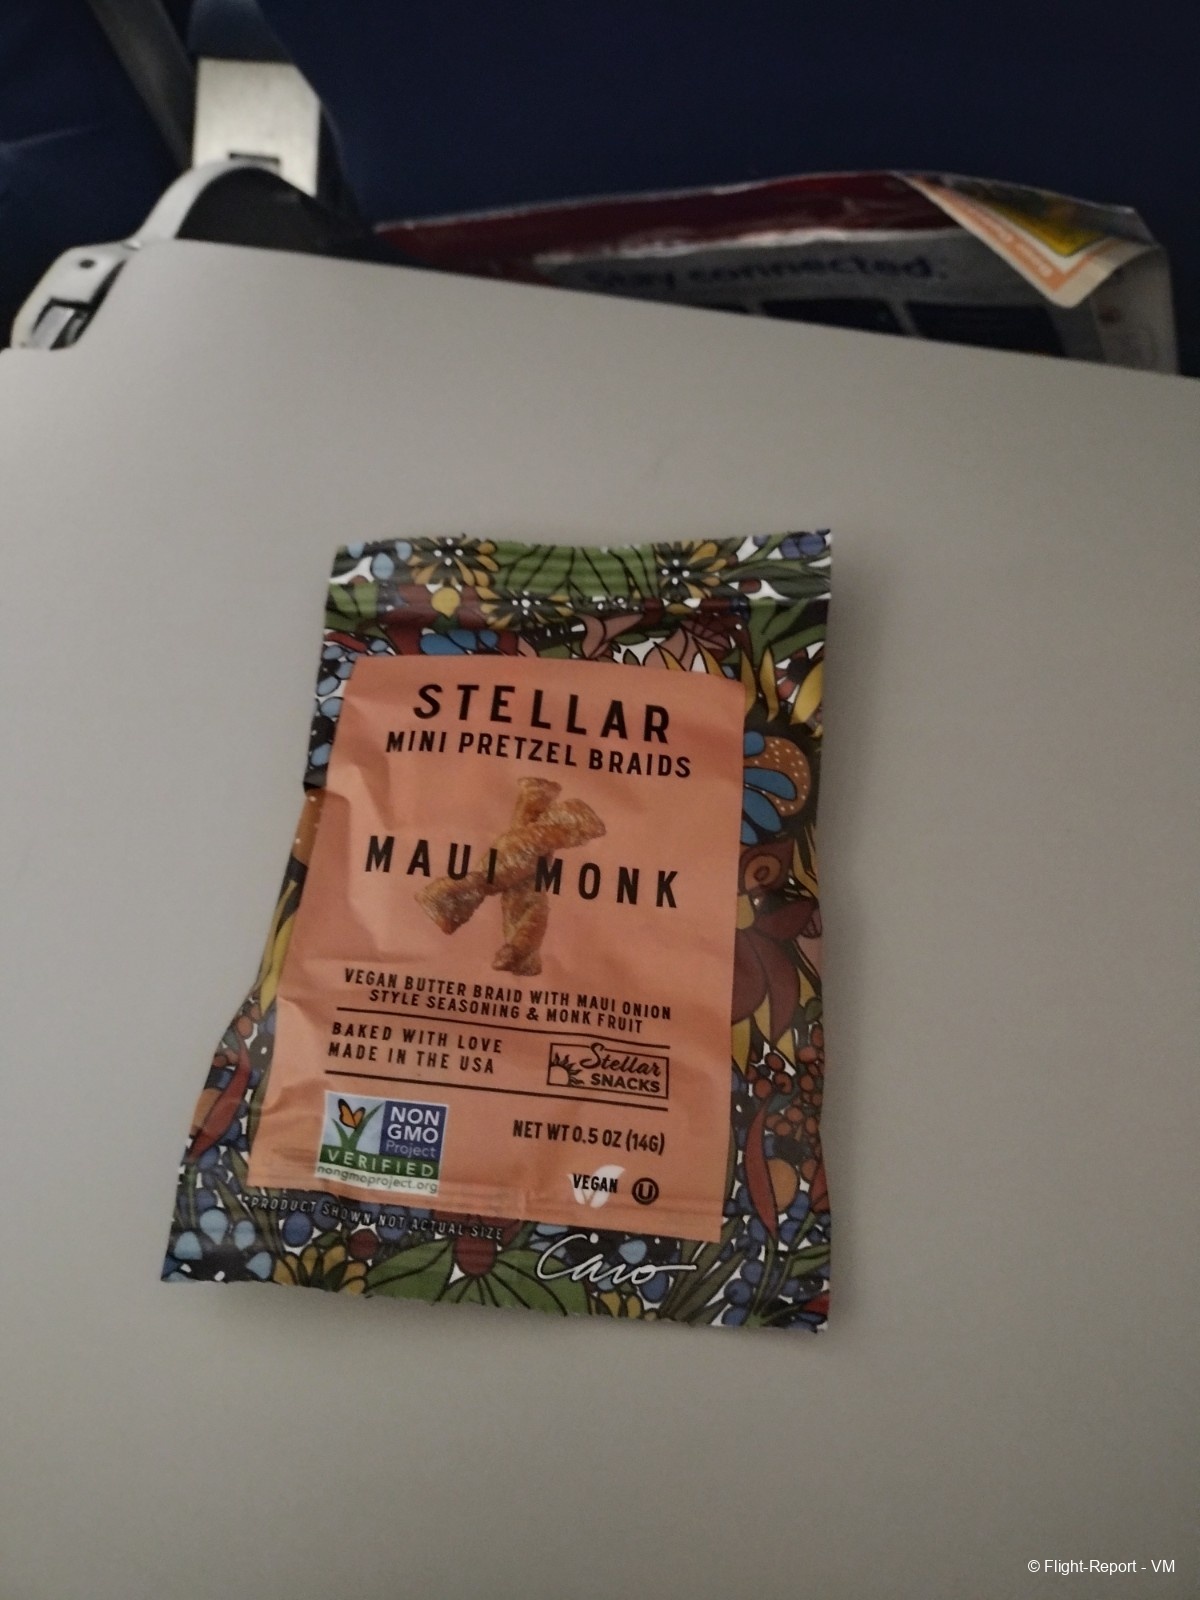 Stay connected.
STELLAR
MINI PRETZEL BRAIDS
MAUI MONK
VEGAN BUTTER BRAID WITH MAUI ONION
STYLE SEASONING & MONK FRUIT
BAKED WITH LOVE
MADE IN THE USA
Stellar
SNACKS
NON
GMO
Project
VERIFIED
nongmoproject.org
NET WT 0.5 OZ (14G)
VEGAN U
*PRODUCT SHOWN NOT ACTUAL SIZE
Caro
© Flight-Report - VM